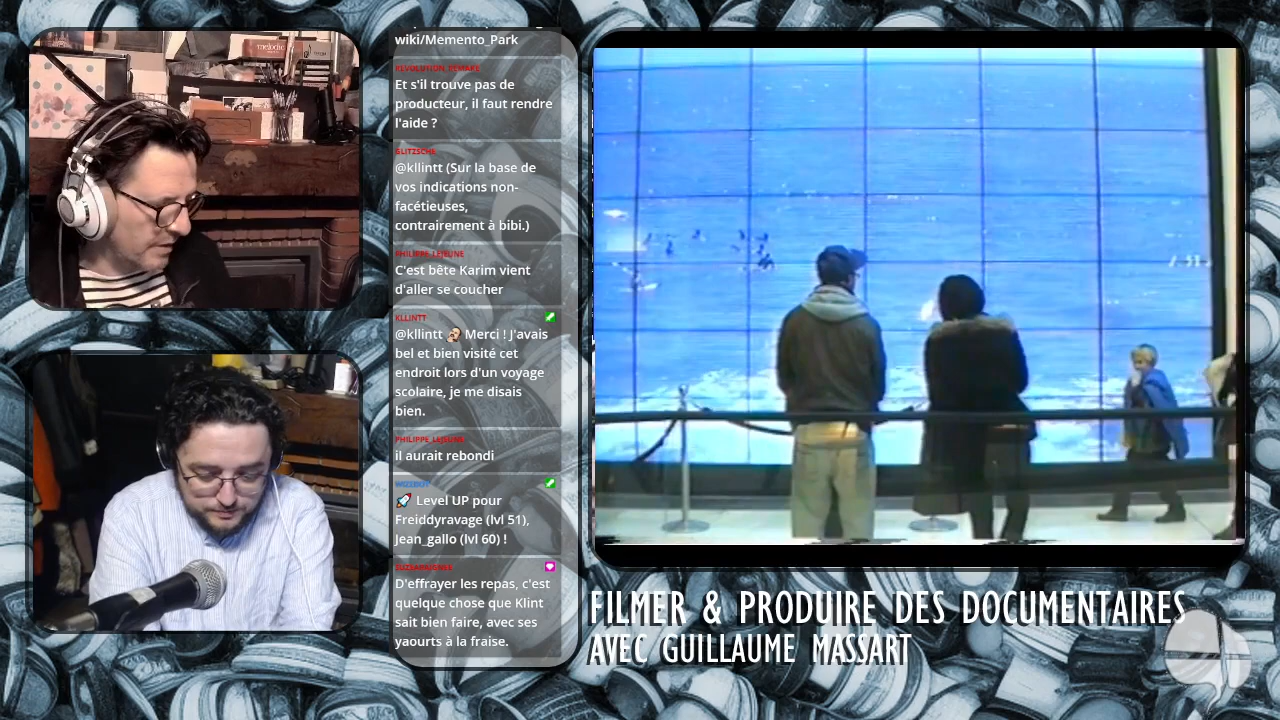 wiki/Memento_Park
REVOLUTION_DEMAKE
Et s'il trouve pas de
producteur, il faut rendre
l'aide ?
BLITZSCHE
@kllintt (Sur la base de
vos indications non-
facétieuses,
contrairement à bibi.)
PHILIPPE_LEJEUNE
C'est bête Karim vient
d'aller se coucher
KLLINTT
@kllintt Merci ! J'avais
bel et bien visité cet
endroit lors d'un voyage
scolaire, je me disais
bien.
PHILIPPE_LEJEUNE
il aurait rebondi
WIZEBOT
Level UP pour
Freiddyravage (lvl 51),
Jean_gallo (lvl 60) !
D'effrayer les repas, c'est
quelque chose que Klint
sait bien faire, avec ses
yaourts à la fraise.
FILMER & PRODUIRE DES DOCUMENTAIRES
AVEC GUILLAUME MASSART